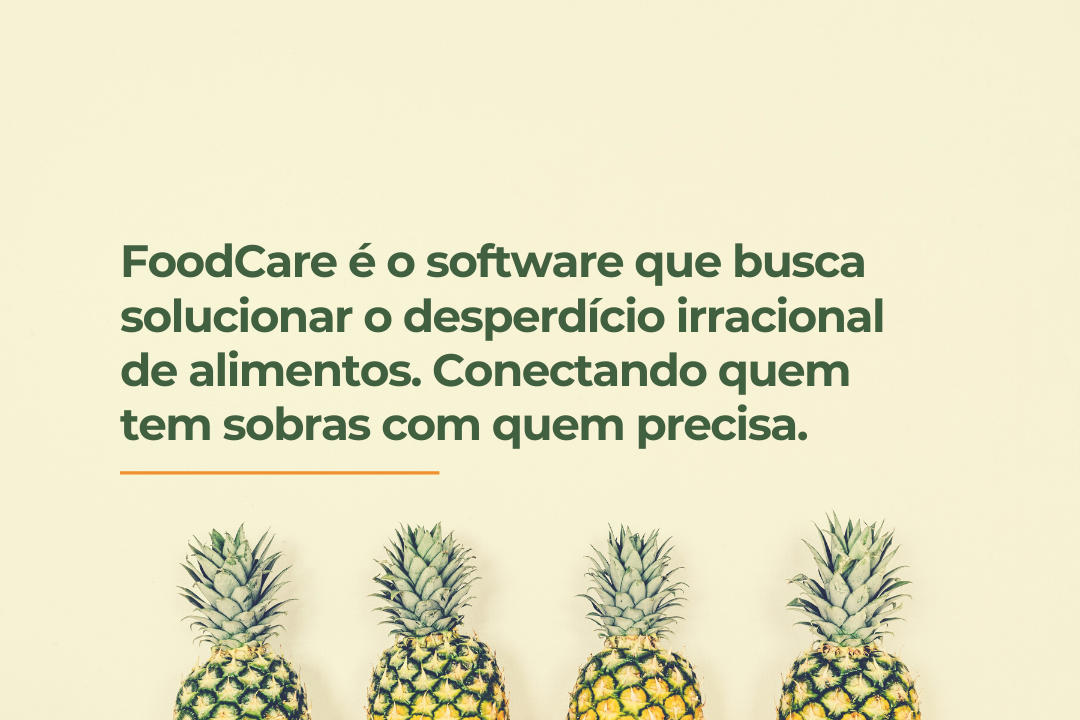 FoodCare é o software que busca
solucionar o desperdício irracional
de alimentos. Conectando quem
tem sobras com quem precisa.